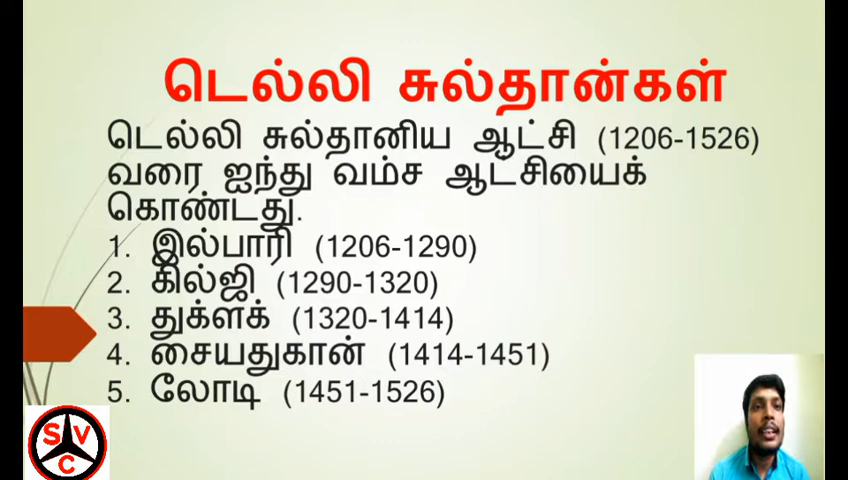 டெல்லி சுல்தான்கள்
டெல்லி சுல்தானிய ஆட்சி (1206-1526)
வரை ஐந்து வம்ச ஆட்சியைக்
கொண்டது.
1. இல்பாரி (1206-1290)
2. கில்ஜி (1290-1320)
3. துக்ளக் (1320-1414)
4. சையதுகான் (1414-1451)
5. லோடி (1451-1526)
S V
C